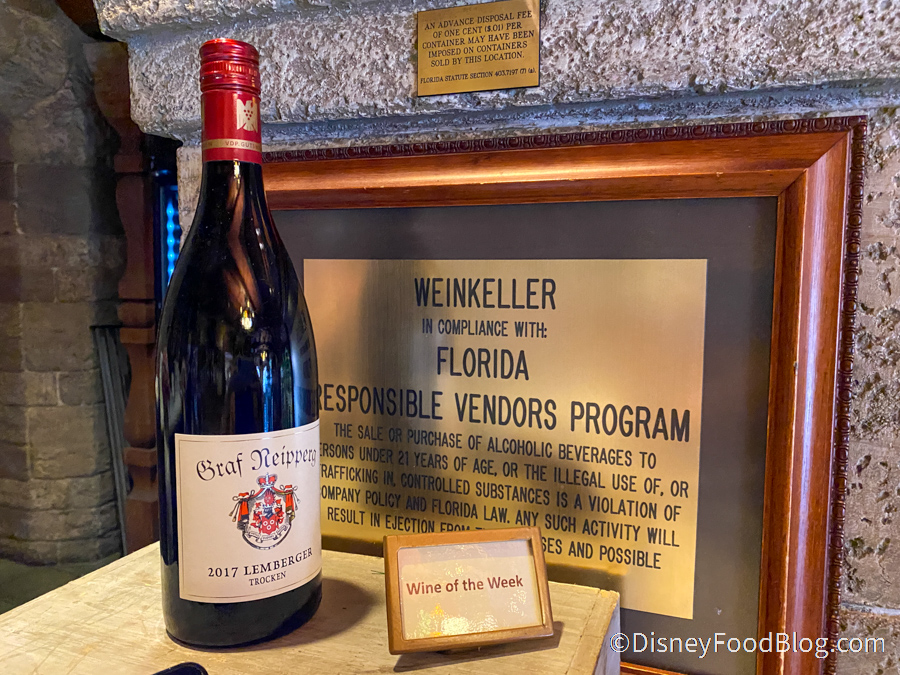 AN ADVANCE DISPOSAL FEE
OF ONE CENT ($.01) PER
CONTAINER MAY HAVE BEEN
IMPOSED ON CONTAINERS
SOLD BY THIS LOCATION.
FLORIDA STATUTE SECTION 403.7197 (7) (a).
WEINKELLER
IN COMPLIANCE WITH:
FLORIDA
RESPONSIBLE VENDORS PROGRAM
THE SALE OR PURCHASE OF ALCOHOLIC BEVERAGES TO
ERSONS UNDER 21 YEARS OF AGE, OR THE ILLEGAL USE OF, OR
TRAFFICKING IN, CONTROLLED SUBSTANCES IS A VIOLATION OF
OMPANY POLICY AND FLORIDA LAW. ANY SUCH ACTIVITY WILL
RESULT IN EJECTION FROM
SES AND POSSIBLE
VDP.
Graf Neipperg
2017 LEMBERGER
TROCKEN
Wine of the Week
©DisneyFoodBlog.com